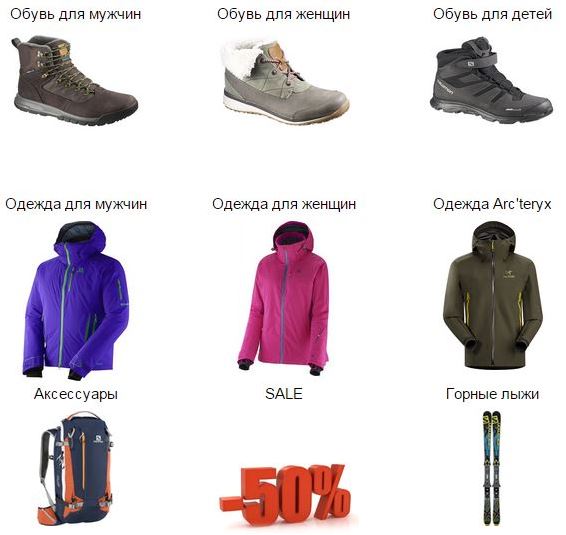 Обувь для мужчин
Обувь для женщин
Обувь для детей
Одежда для мужчин
Одежда для женщин
Одежда Arc'teryx
Аксессуары
SALE
Горные лыжи
-50%